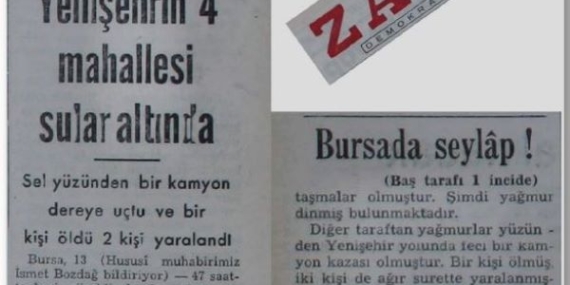 Yenişehrin 4
mahallesi
sular altında
Sel yüzünden bir kamyon
dereye uçtu ve bir
kişi öldü 2 kişi yaralandı
Bursa, 13 (Hususî muhabirimiz
İsmet Bozdağ bildiriyor) — 47 saat-
ZA
DEMOKRA
Bursada seylâp !
(Baş tarafı 1 incide)
taşmalar olmuştur. Şimdi yağmur
dinmiş bulunmaktadır.
Diğer taraftan yağmurlar yüzün -
den Yenişehir yolunda feci bir kam-
yon kazası olmuştur. Bir kişi ölmüş,
iki kişi de ağır surette yaralanmış-